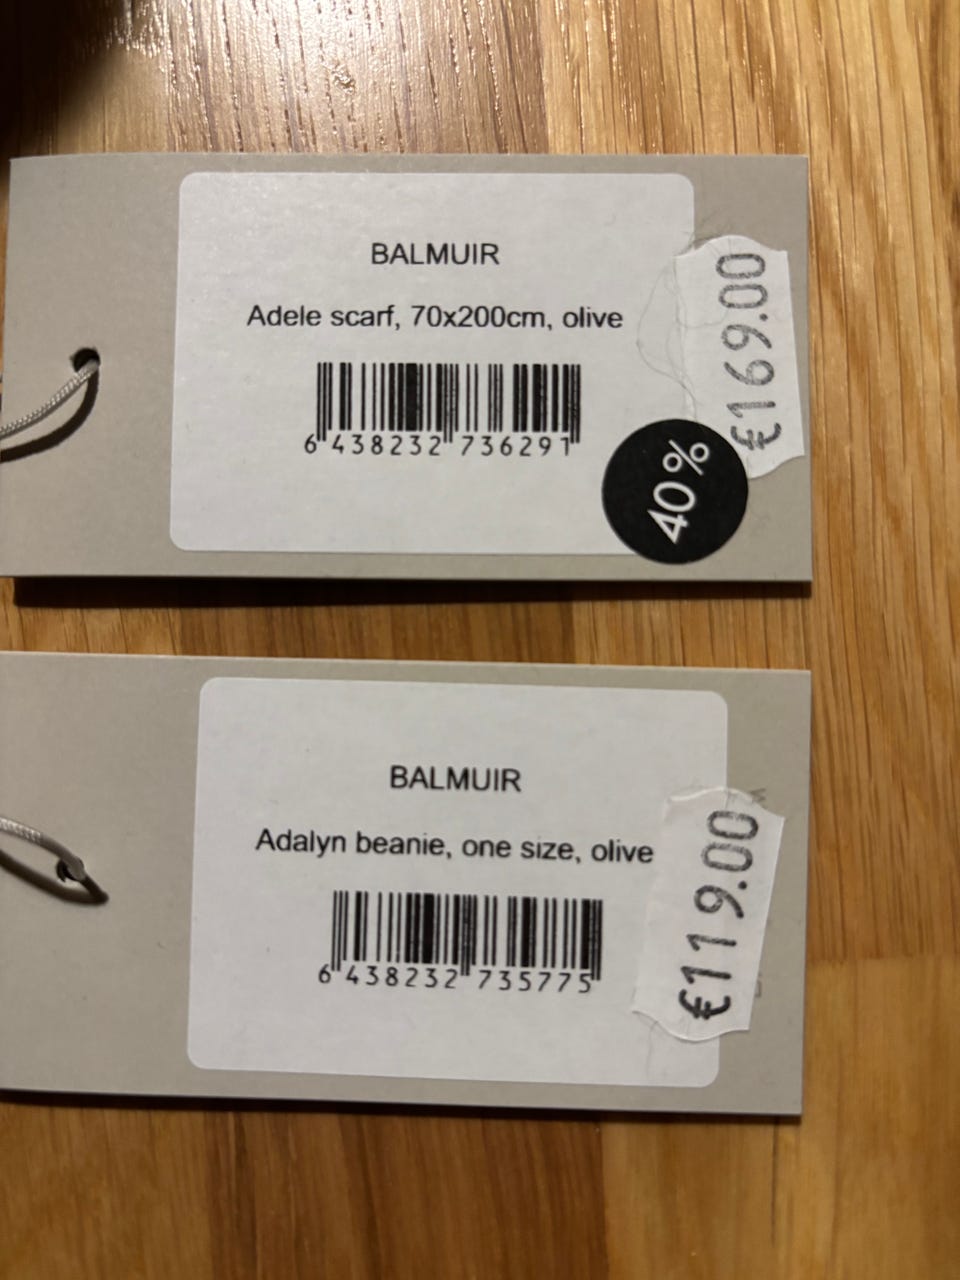 BALMUIR
Adele scarf, 70x200cm, olive
6 438232 736291
€169.00
40%
BALMUIR
Adalyn beanie, one size, olive
6 438232 735775
€119.00